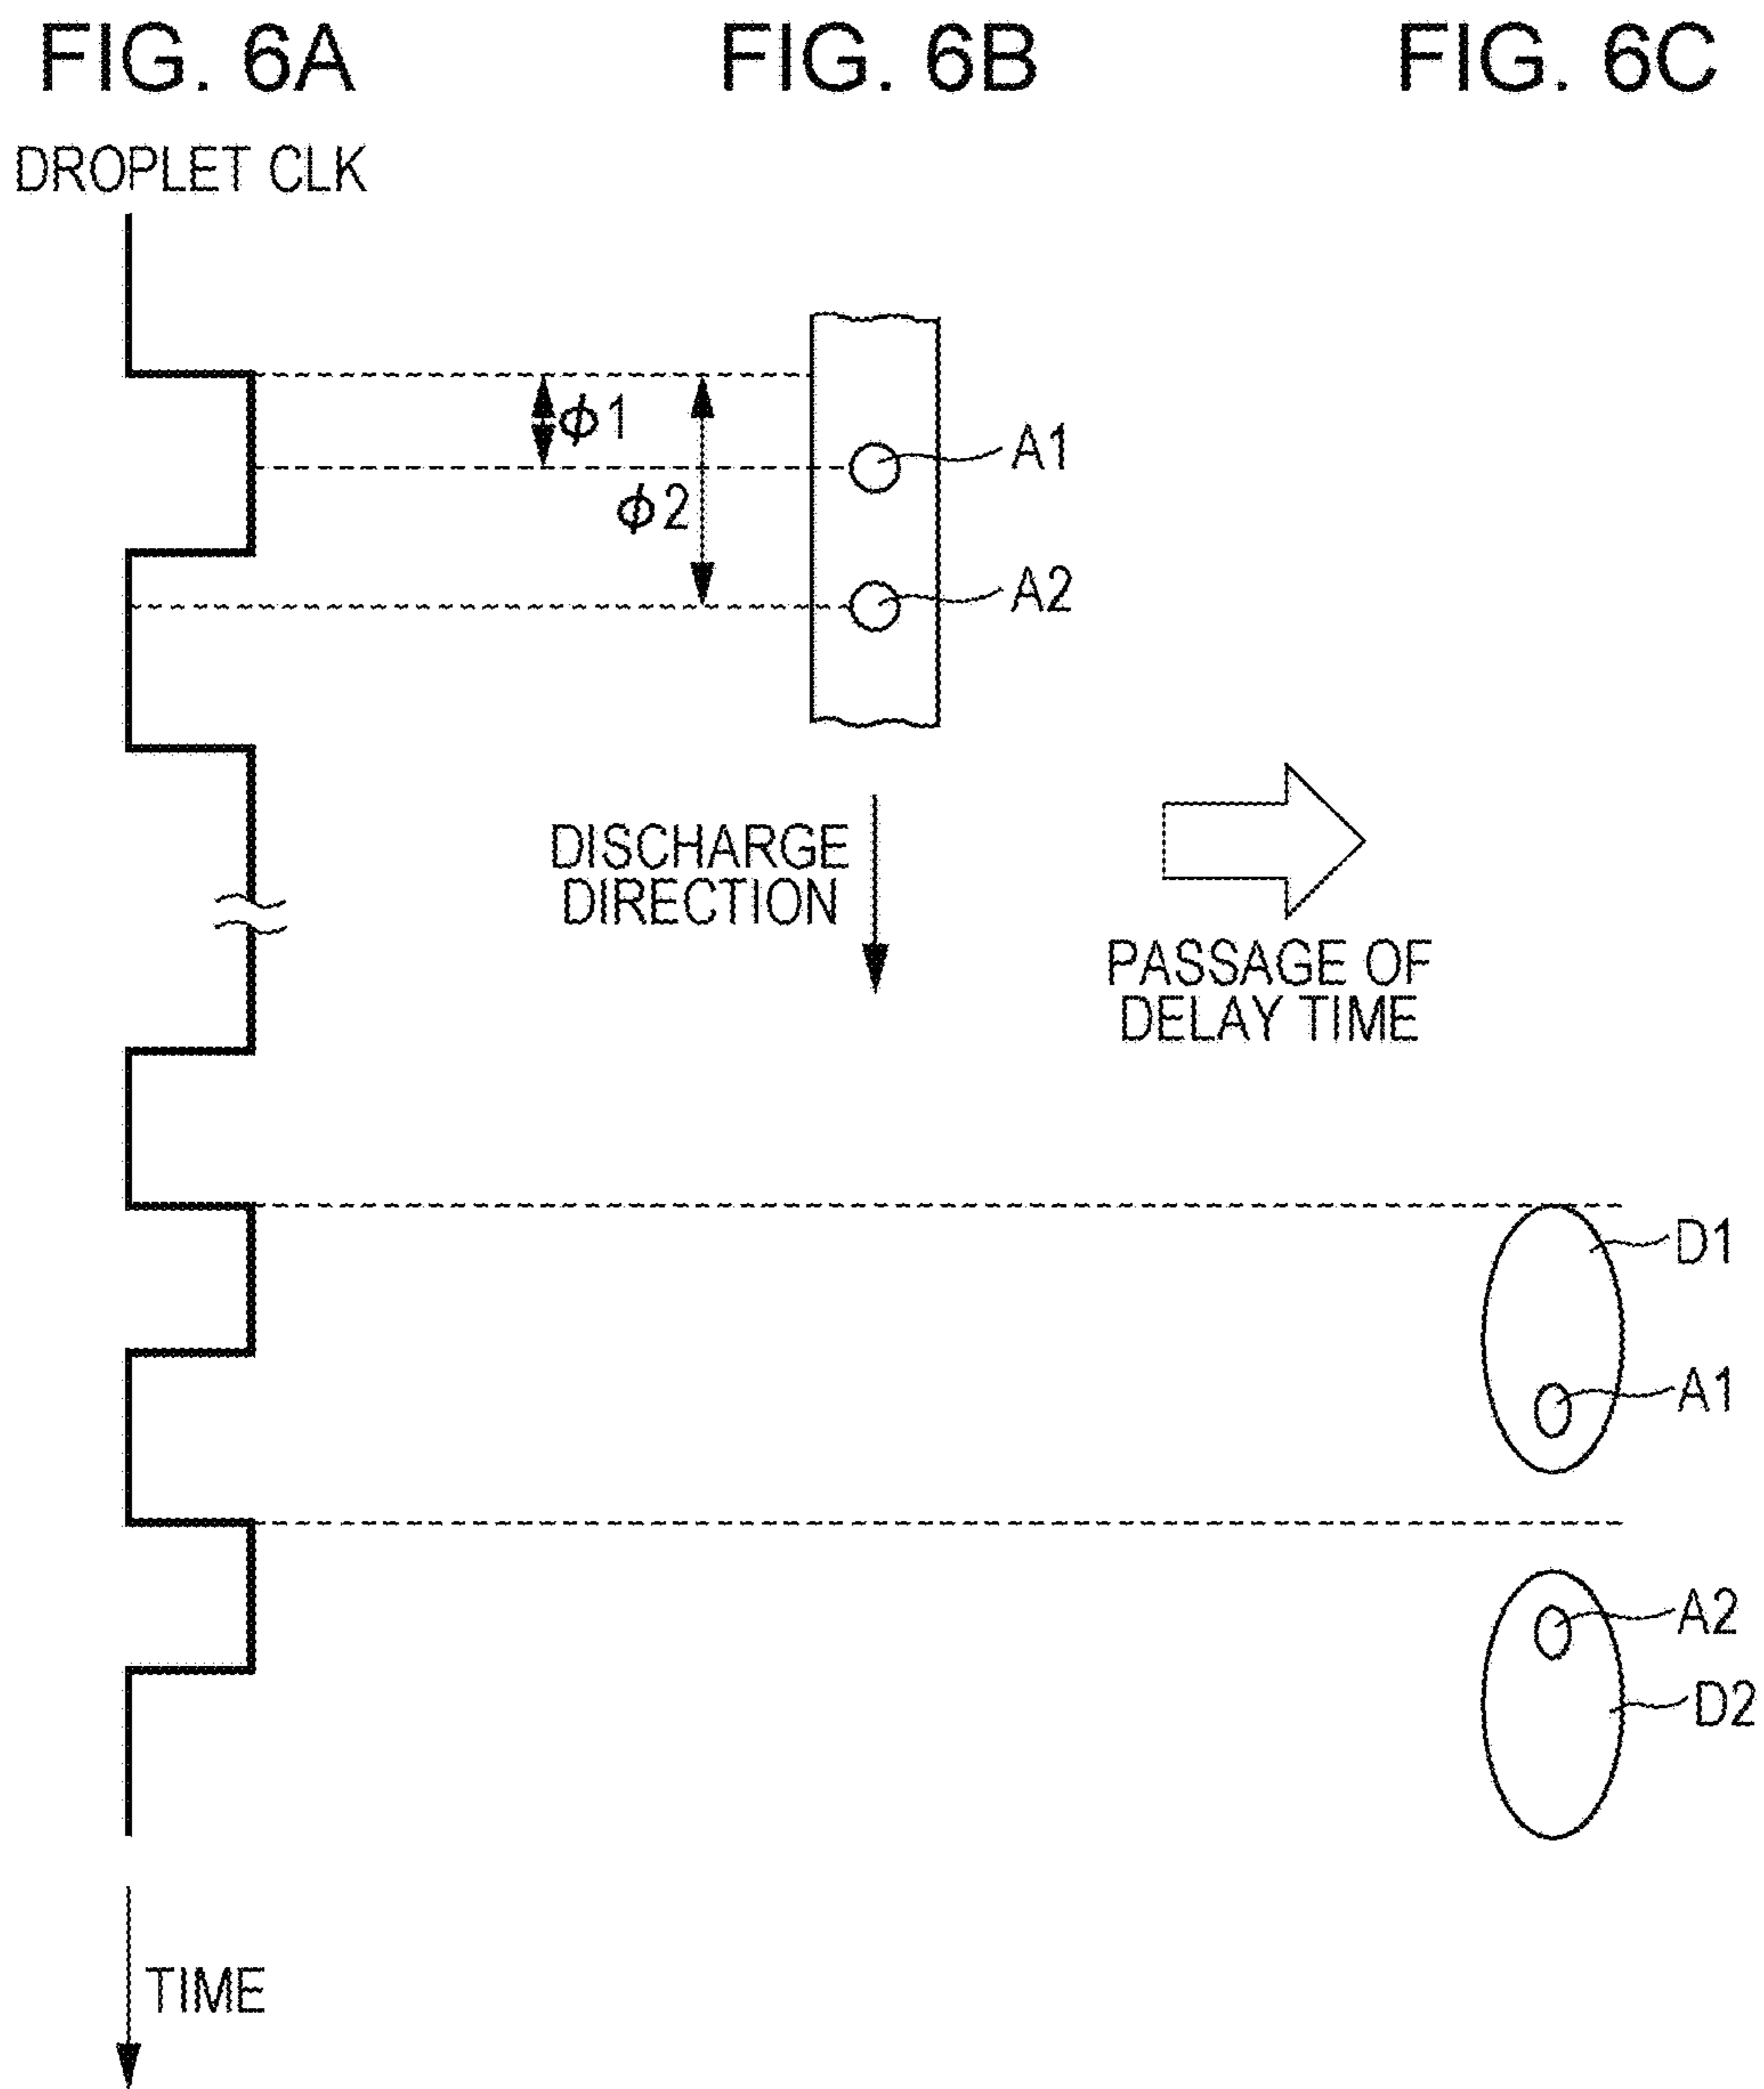 FIG. 6A
FIG. 6B
FIG. 6C
DROPLET CLK
ϕ1
A1
ϕ2
A2
DISCHARGE
DIRECTION
PASSAGE OF
DELAY TIME
D1
A1
A2
D2
TIME